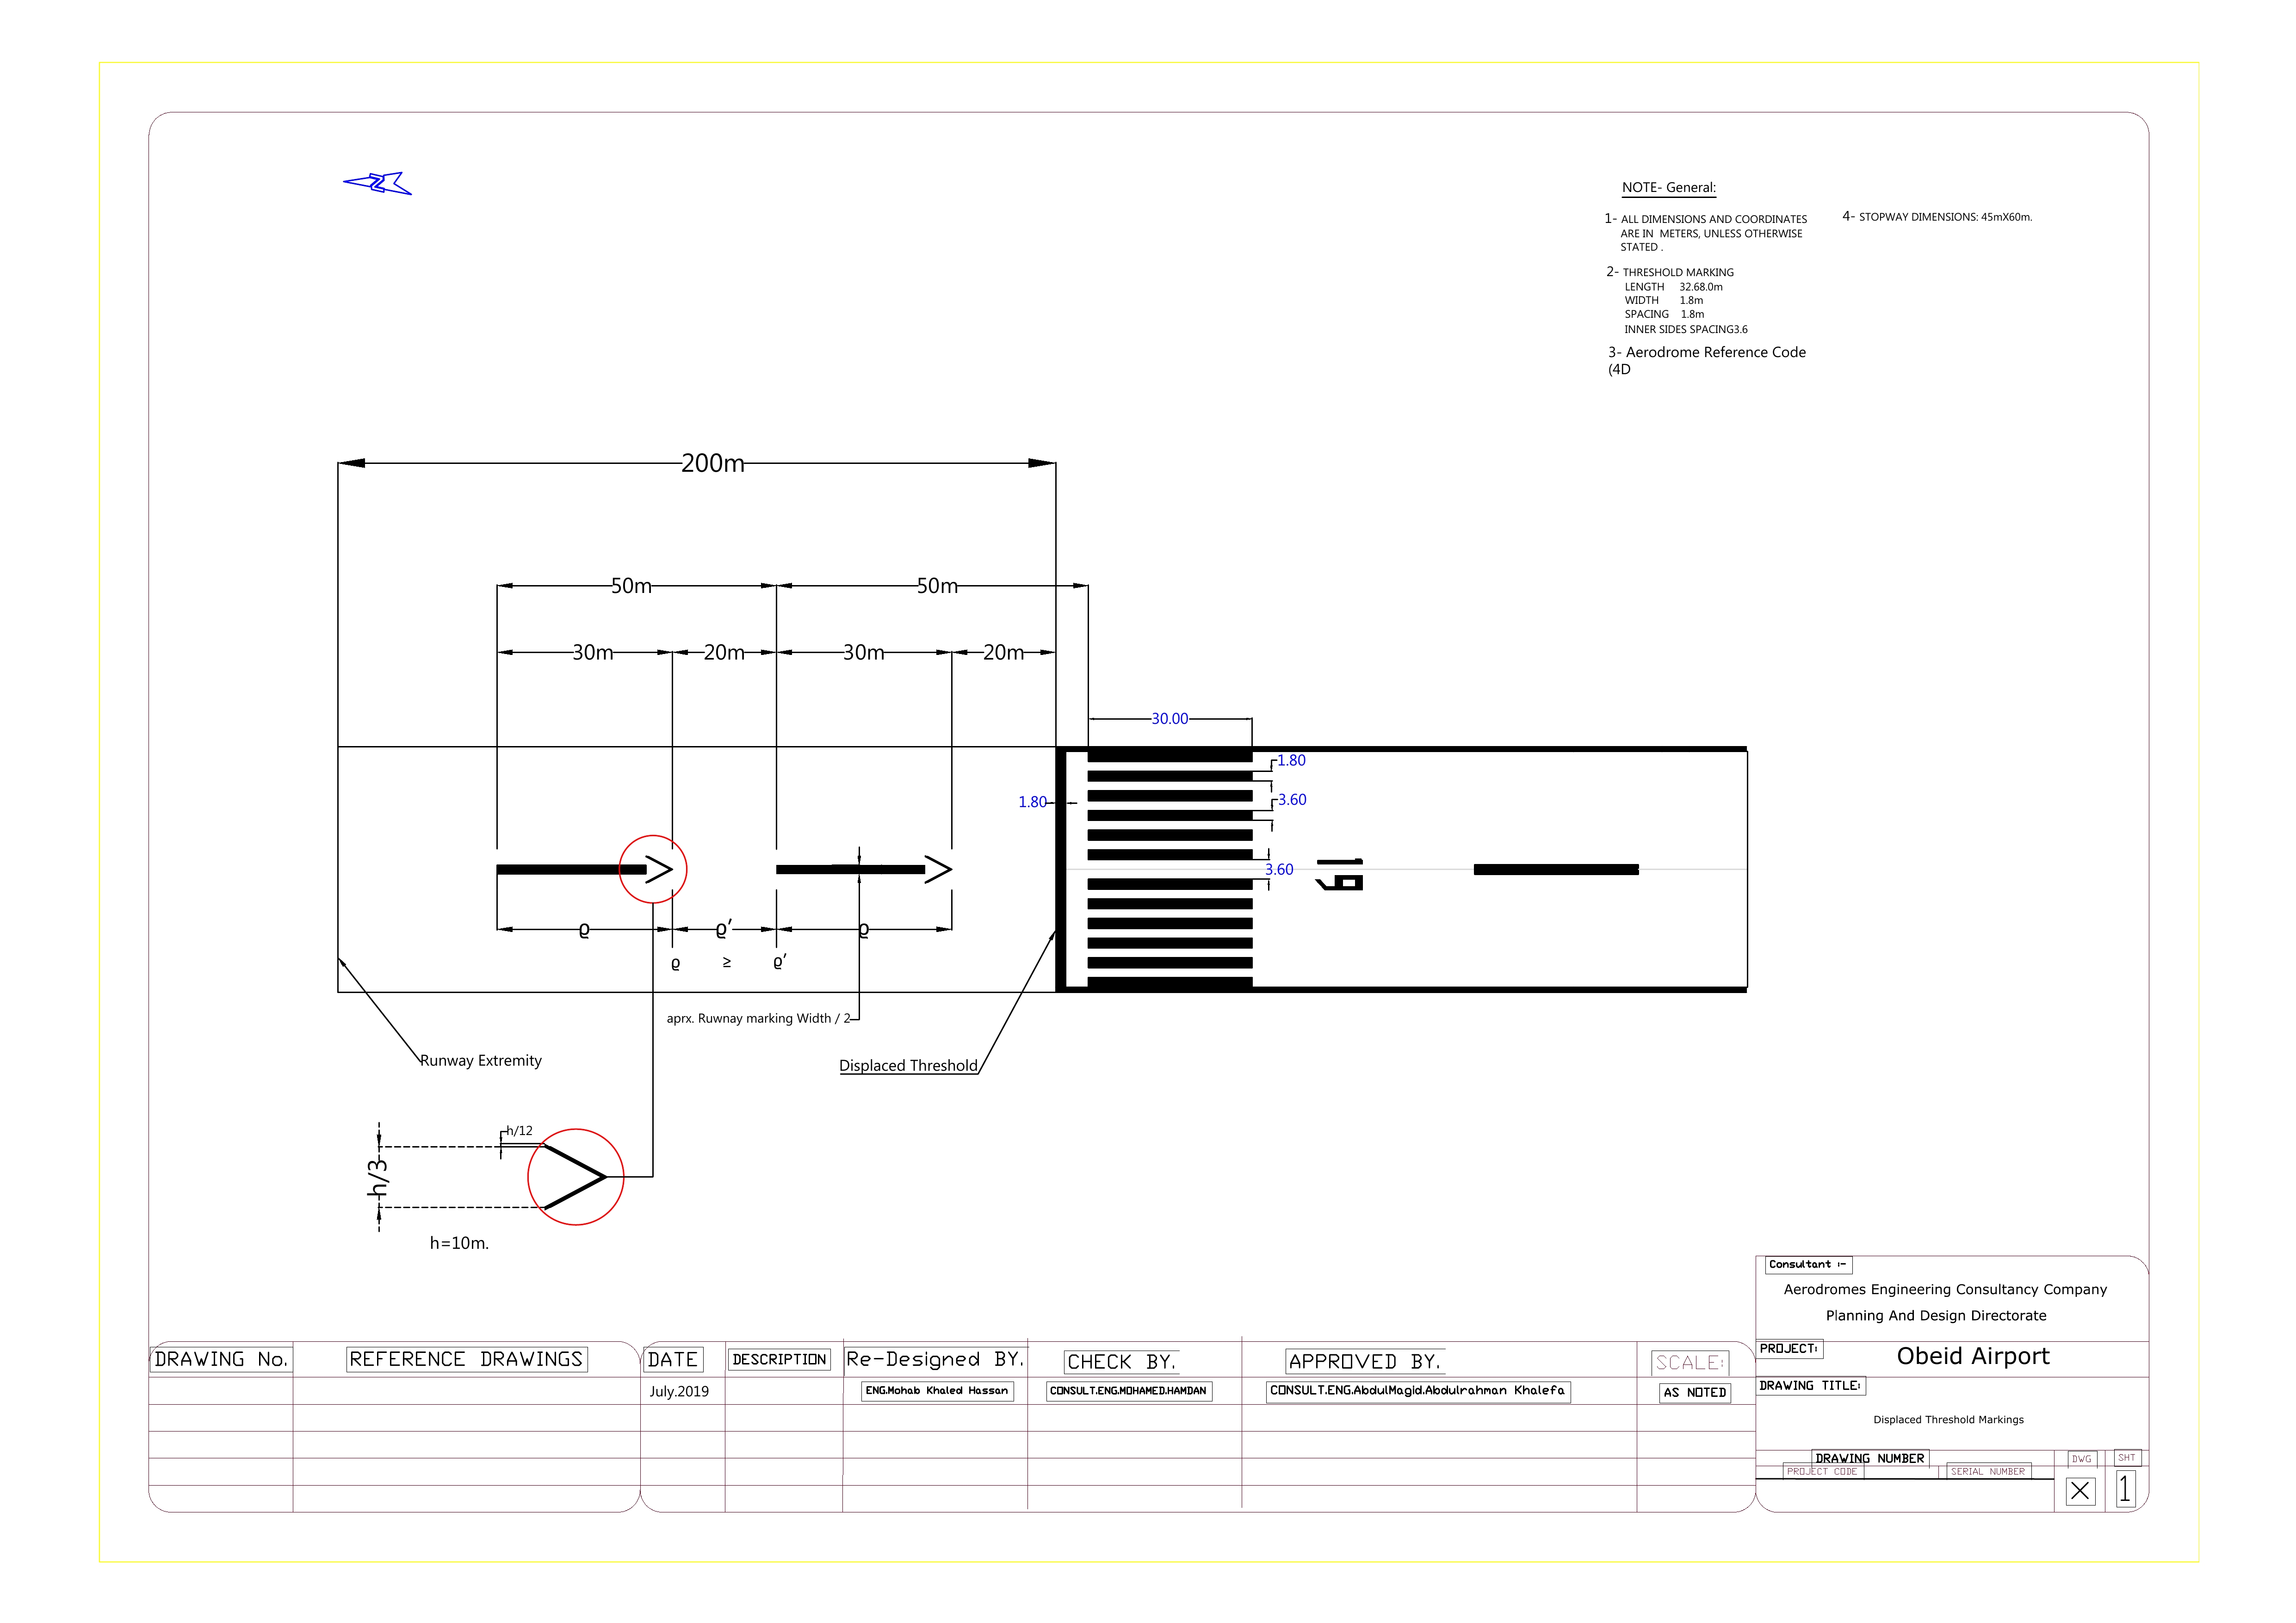 NOTE- General:
1- ALL DIMENSIONS AND COORDINATES
ARE IN METERS, UNLESS OTHERWISE
STATED .
2- THRESHOLD MARKING
LENGTH 32.68.0m
WIDTH 1.8m
SPACING 1.8m
INNER SIDES SPACING3.6
3- Aerodrome Reference Code
(4D
4- STOPWAY DIMENSIONS: 45mX60m.
200m
50m 50m
30m 20m 30m 20m
30.00
1.80
3.60
1.80
3.60
16
ϱ ϱ' ϱ
ϱ ≥ ϱ'
aprx. Ruwnay marking Width / 2
Runway Extremity
Displaced Threshold
h/12
h/3
h=10m.
Consultant :-
Aerodromes Engineering Consultancy Company
Planning And Design Directorate
PROJECT:
Obeid Airport
DRAWING TITLE:
Displaced Threshold Markings
DRAWING NUMBER DWG SHT
PROJECT CODE SERIAL NUMBER
X 1
DRAWING No. REFERENCE DRAWINGS DATE DESCRIPTION Re-Designed BY. CHECK BY. APPROVED BY. SCALE:
July.2019 ENG.Mohab Khaled Hassan CONSULT.ENG.MOHAMED.HAMDAN CONSULT.ENG.AbdulMagid.Abdulrahman Khalefa AS NOTED